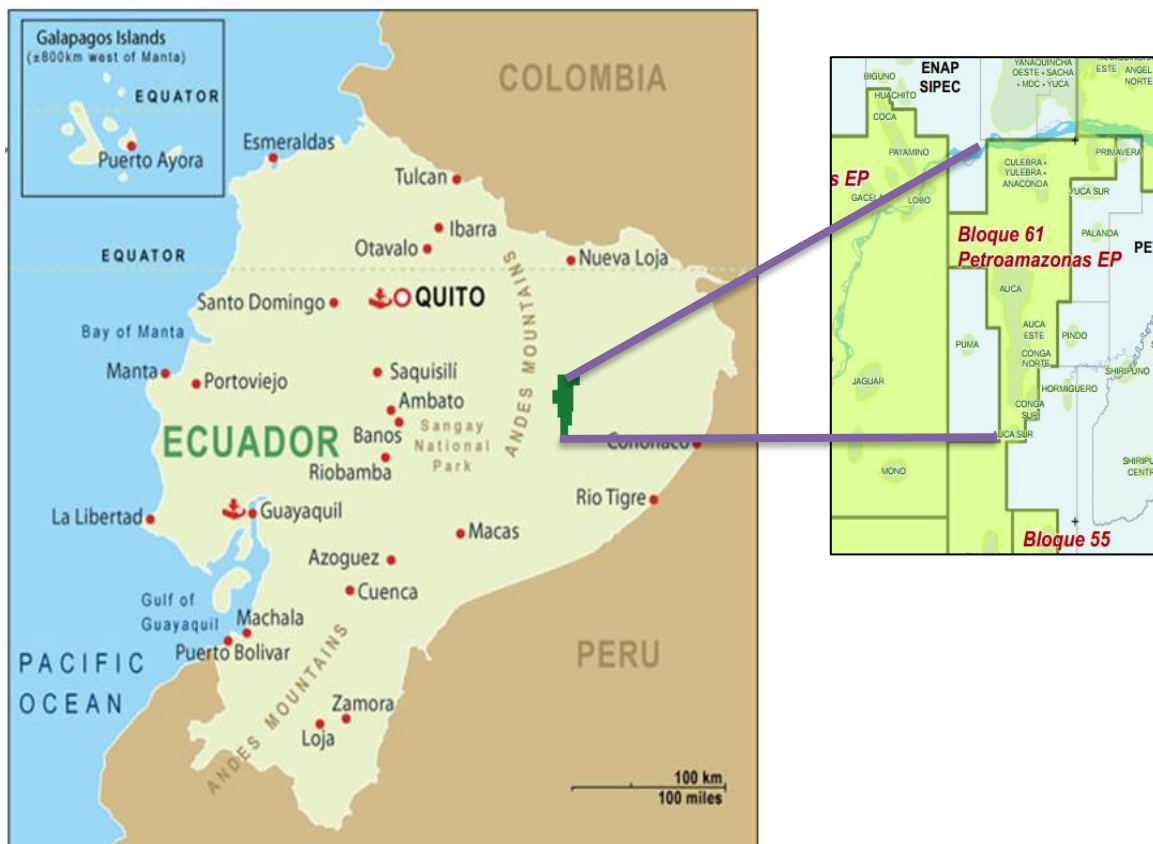 Galapagos Islands
(±800km west of Manta)
EQUATOR
Puerto Ayora
COLOMBIA
Esmeraldas
Tulcan
Ibarra
Otavalo
EQUATOR
Nueva Loja
Santo Domingo
QUITO
ANDES MOUNTAINS
Bay of Manta
Manta
Portoviejo
Saquisilí
Ambato
Banos
Sangay
National
Park
ECUADOR
Riobamba
Cononaco
Rio Tigre
La Libertad
Guayaquil
Macas
Azoguez
Cuenca
Gulf of
Guayaquil
Machala
Puerto Bolivar
PERU
PACIFIC
OCEAN
ANDES MOUNTAINS
Zamora
Loja
100 km
100 miles
BIGUNO
HUACHITO
COCA
ENAP
SIPEC
YANAQUINCHA
OESTE • SACHA
• MDC • YUCA
ESTE
ANGEL
NORTE
PAYAMINO
CULEBRA •
YULEBRA •
ANACONDA
PRIMAVERA
s EP
GACELA
LOBO
YUCA SUR
Bloque 61
Petroamazonas EP
PALANDA
PE
AUCA
AUCA
ESTE
PINDO
PUMA
CONGA
NORTE
SHIRIPUNO
JAGUAR
HORMIGUERO
CONGA
SUR
AUCA SUR
MONO
SHIRIPU
CENTR
Bloque 55